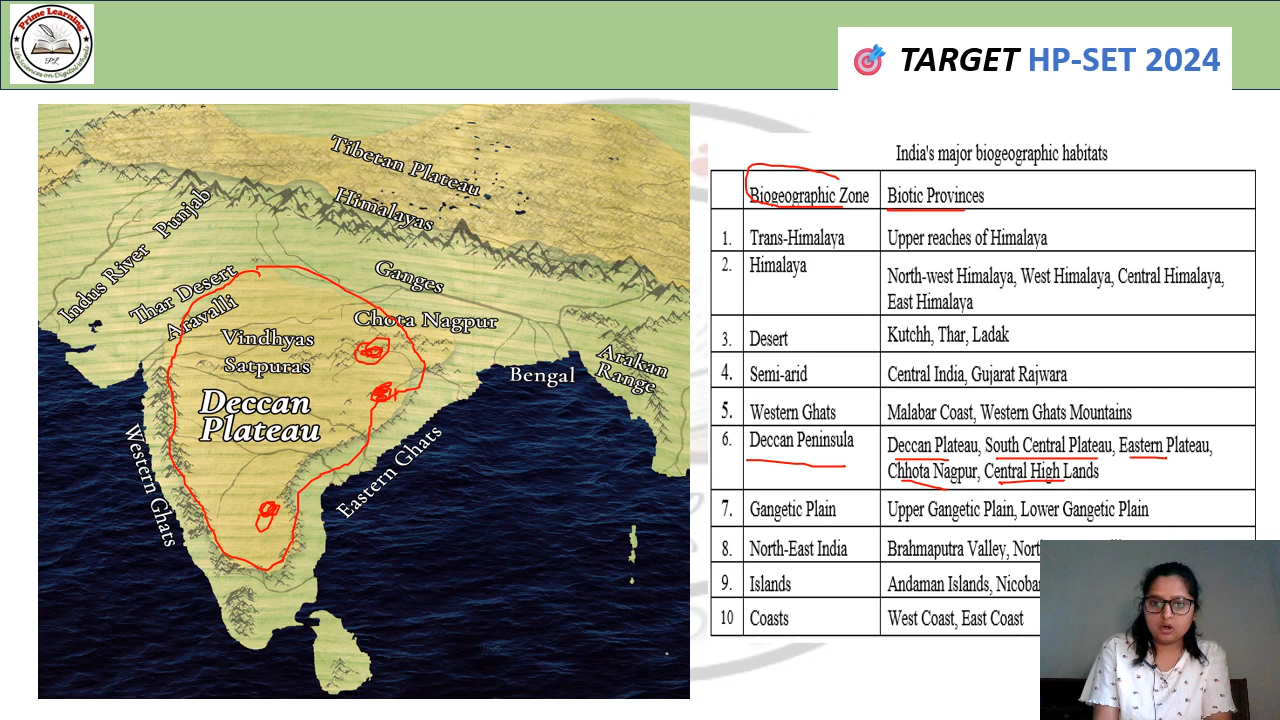 Prime Learning
LifeSciences on Digital Media
PL
TARGET HP-SET 2024
Tibetan Plateau
Himalayas
Indus River Punjab
Ganges
Thar Desert
Aravalli
Chota Nagpur
Vindhyas
Satpuras
Arakan
Range
Bengal
Deccan
Plateau
Western Ghats
Eastern Ghats
India's major biogeographic habitats
Biogeographic Zone Biotic Provinces
1. Trans-Himalaya Upper reaches of Himalaya
2. Himalaya North-west Himalaya, West Himalaya, Central Himalaya,
East Himalaya
3. Desert Kutchh, Thar, Ladak
4. Semi-arid Central India, Gujarat Rajwara
5. Western Ghats Malabar Coast, Western Ghats Mountains
6. Deccan Peninsula Deccan Plateau, South Central Plateau, Eastern Plateau,
Chhota Nagpur, Central High Lands
7. Gangetic Plain Upper Gangetic Plain, Lower Gangetic Plain
8. North-East India Brahmaputra Valley,
9. Islands Andaman Islands,
10 Coasts West Coast, East Coast